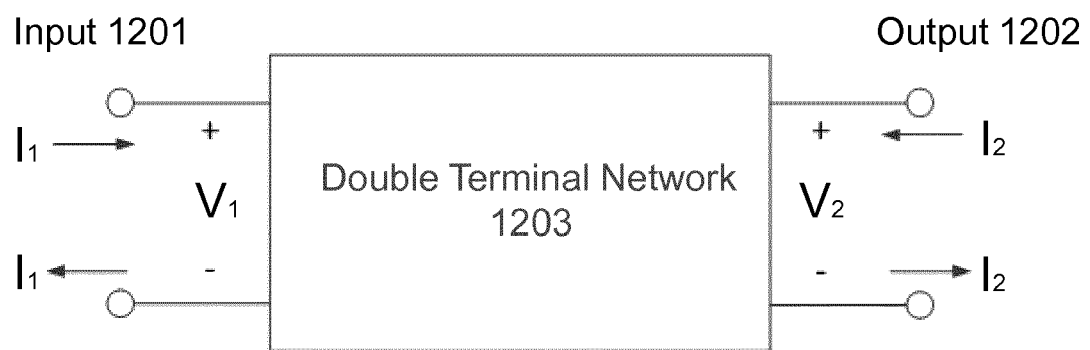 Input 1201
Output 1202
I1
+
+
I2
Double Terminal Network
V1
V2
1203
I1
-
-
I2